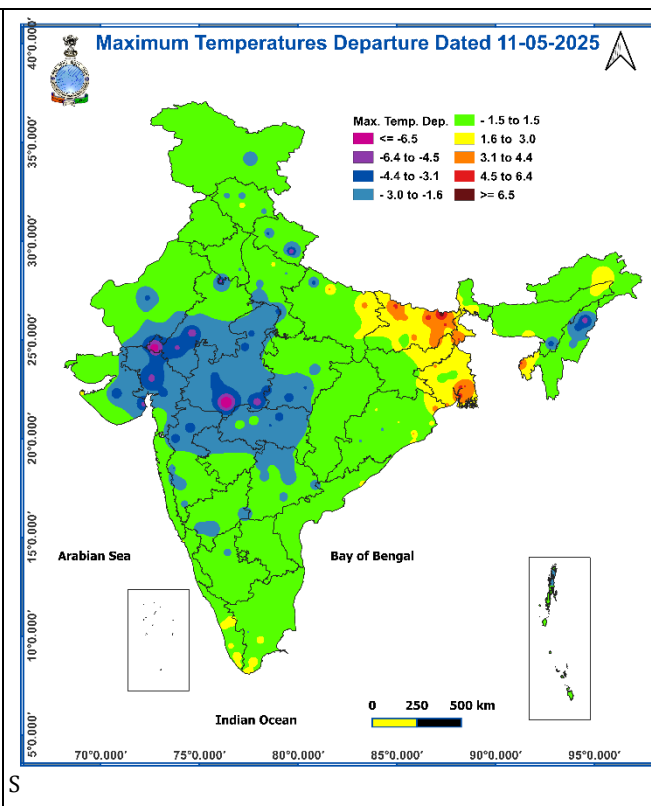 Maximum Temperatures Departure Dated 11-05-2025
Max. Temp. Dep.
<= -6.5
-6.4 to -4.5
-4.4 to -3.1
- 3.0 to -1.6
- 1.5 to 1.5
1.6 to 3.0
3.1 to 4.4
4.5 to 6.4
>= 6.5
40°0.000'
35°0.000'
30°0.000'
25°0.000'
20°0.000'
15°0.000'
10°0.000'
5°0.000'
Arabian Sea
Bay of Bengal
Indian Ocean
0 250 500 km
70°0.000' 75°0.000' 80°0.000' 85°0.000' 90°0.000' 95°0.000'
S